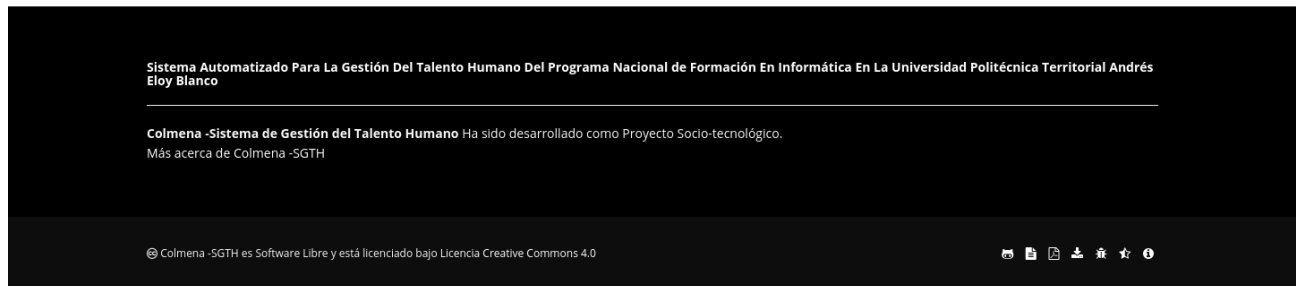 Sistema Automatizado Para La Gestión Del Talento Humano Del Programa Nacional de Formación En Informática En La Universidad Politécnica Territorial Andrés
Eloy Blanco
Colmena -Sistema de Gestión del Talento Humano Ha sido desarrollado como Proyecto Socio-tecnológico.
Más acerca de Colmena -SGTH
Colmena -SGTH es Software Libre y está licenciado bajo Licencia Creative Commons 4.0